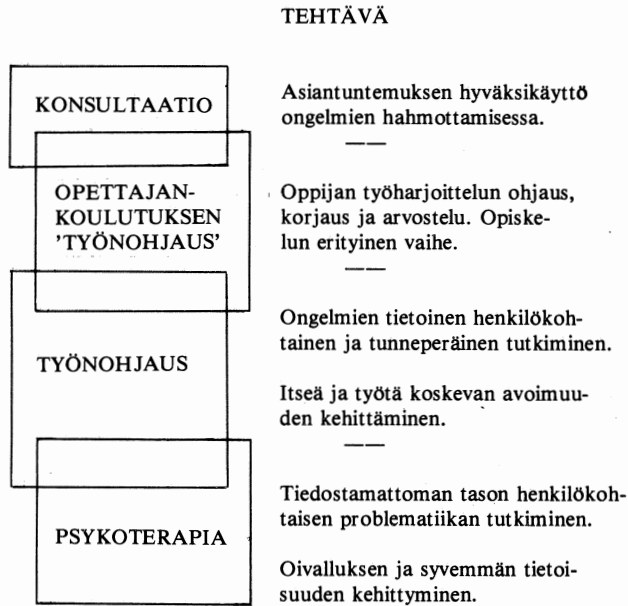 TEHTÄVÄ
KONSULTAATIO
Asiantuntemuksen hyväksikäyttö
ongelmien hahmottamisessa.
——
OPETTAJAN-
KOULUTUKSEN
'TYÖNOHJAUS'
Oppijan työharjoittelun ohjaus,
korjaus ja arvostelu. Opiske-
lun erityinen vaihe.
——
TYÖNOHJAUS
Ongelmien tietoinen henkilökoh-
tainen ja tunneperäinen tutkiminen.
Itseä ja työtä koskevan avoimuu-
den kehittäminen.
——
PSYKOTERAPIA
Tiedostamattoman tason henkilökoh-
taisen problematiikan tutkiminen.
Oivalluksen ja syvemmän tietoi-
suuden kehittyminen.